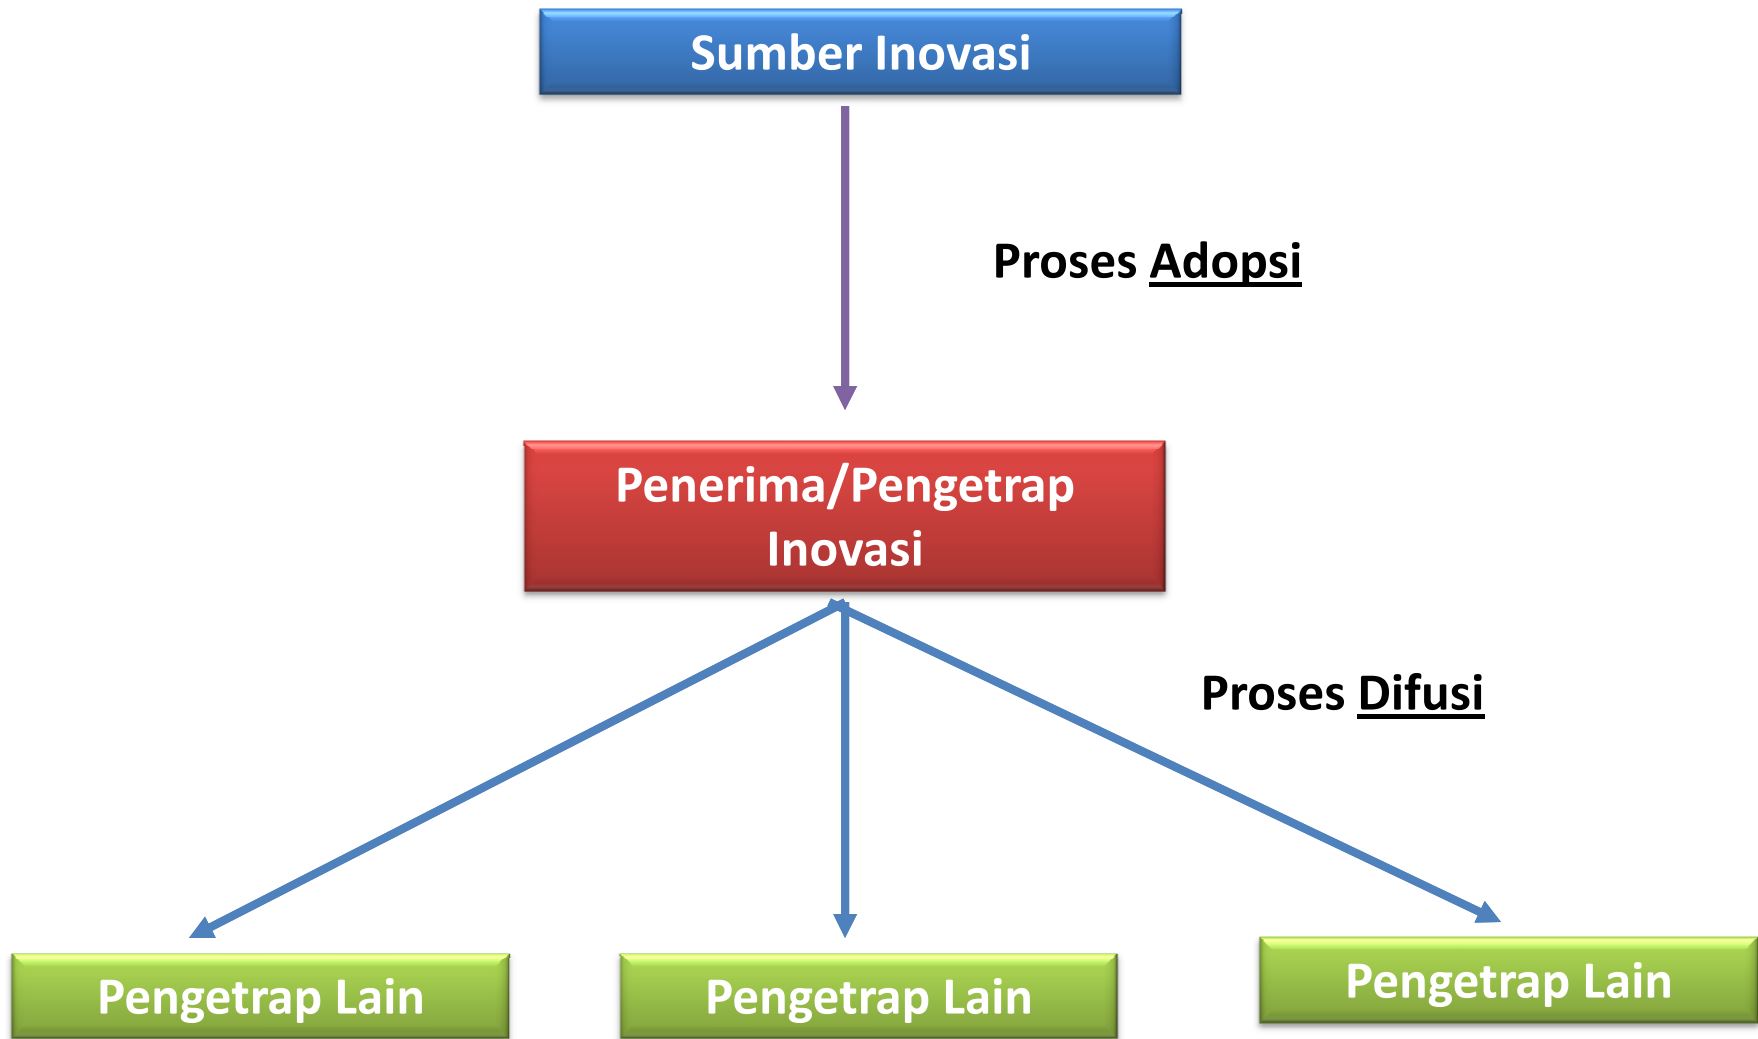 Sumber Inovasi
Proses Adopsi
Penerima/Pengetrap
Inovasi
Proses Difusi
Pengetrap Lain
Pengetrap Lain
Pengetrap Lain